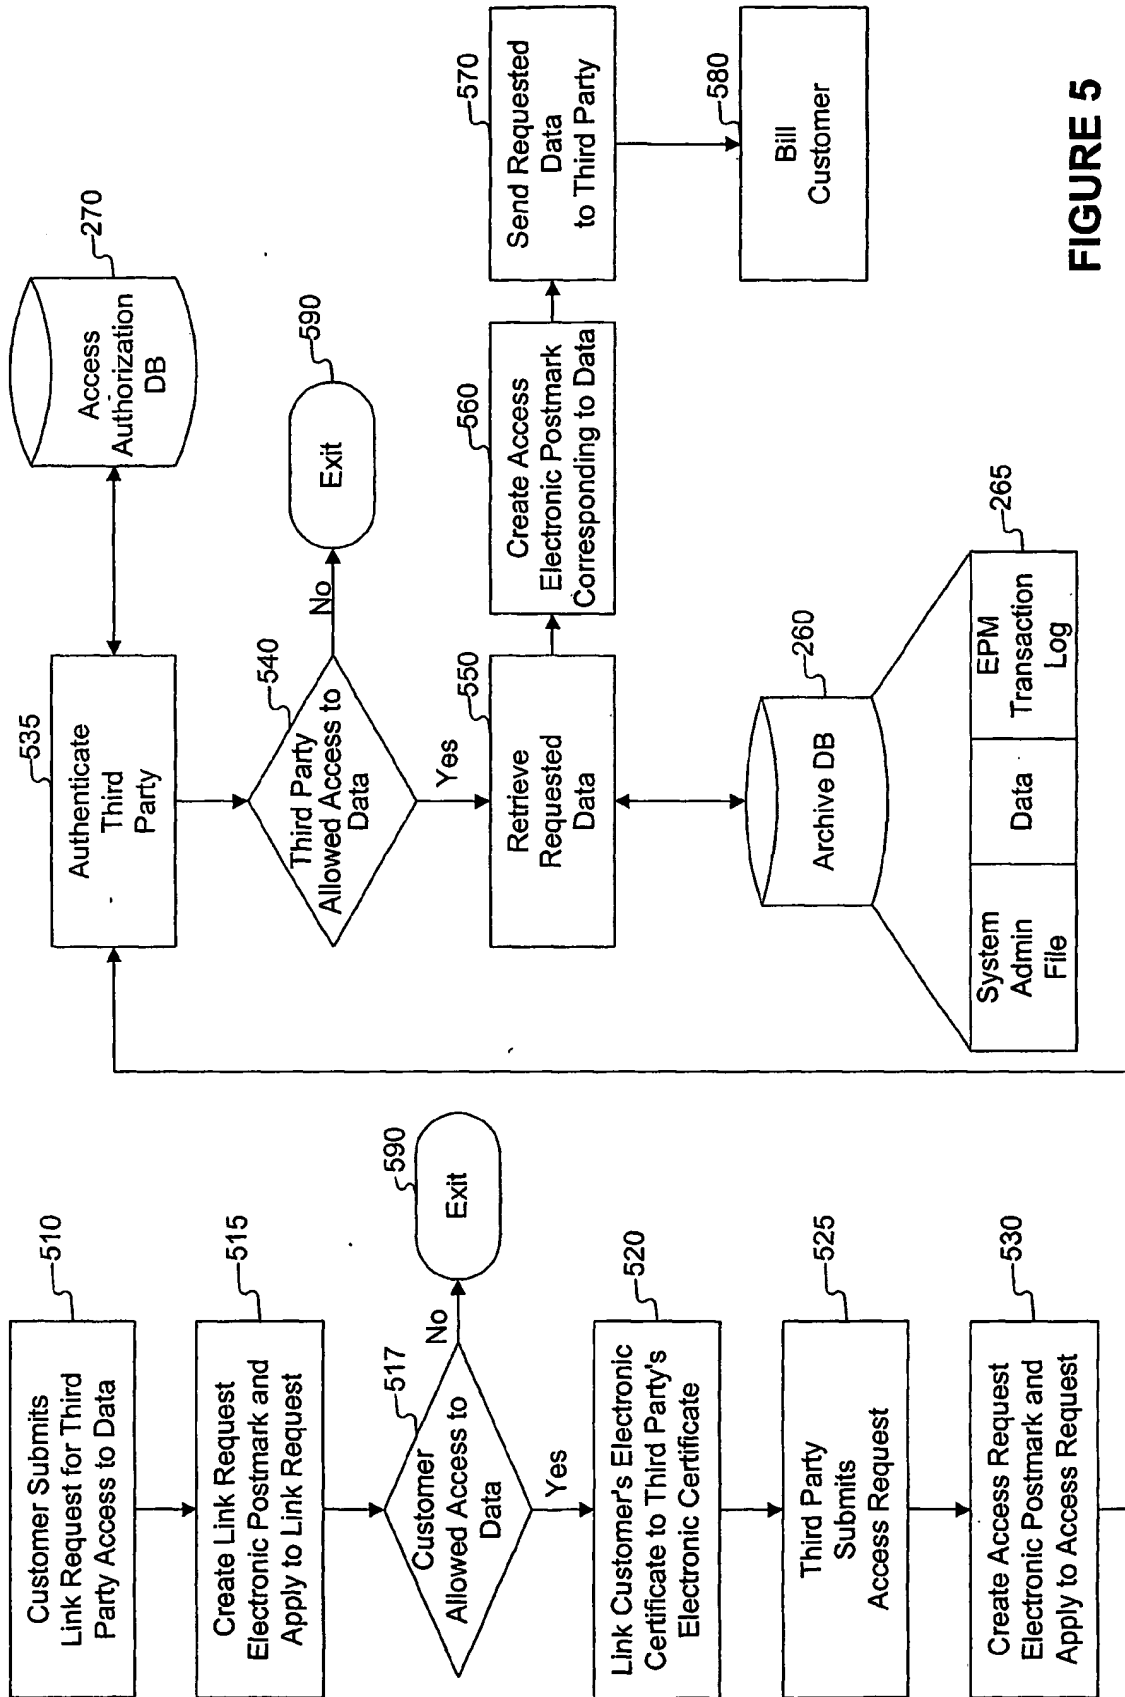 510
Customer Submits
Link Request for Third
Party Access to Data
515
Create Link Request
Electronic Postmark and
Apply to Link Request
517
Customer
Allowed Access to
Data
No
590
Exit
Yes
520
Link Customer's Electronic
Certificate to Third Party's
Electronic Certificate
525
Third Party
Submits
Access Request
530
Create Access Request
Electronic Postmark and
Apply to Access Request
535
Authenticate
Third
Party
270
Access
Authorization
DB
540
Third Party
Allowed Access to
Data
No
590
Exit
Yes
550
Retrieve
Requested
Data
560
Create Access
Electronic Postmark
Corresponding to Data
570
Send Requested
Data
to Third Party
580
Bill
Customer
260
Archive DB
265
System
Admin
File
Data
EPM
Transaction
Log
FIGURE 5